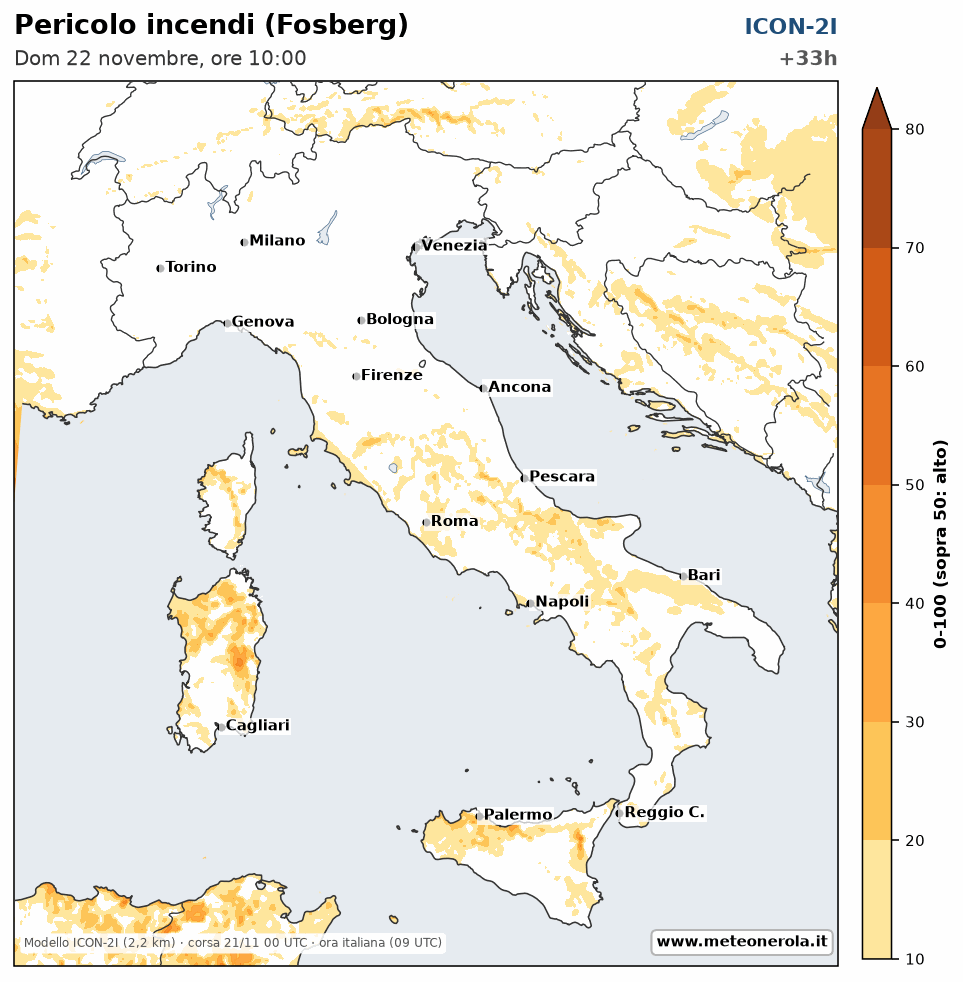 Pericolo incendi (Fosberg)
ICON-2I
Dom 22 novembre, ore 10:00
+33h
80
70
60
50
40
30
20
10
0-100 (sopra 50: alto)
Milano
Venezia
Torino
Genova
Bologna
Firenze
Ancona
Pescara
Roma
Bari
Napoli
Cagliari
Palermo
Reggio C.
Modello ICON-2I (2,2 km) · corsa 21/11 00 UTC · ora italiana (09 UTC)
www.meteonerola.it